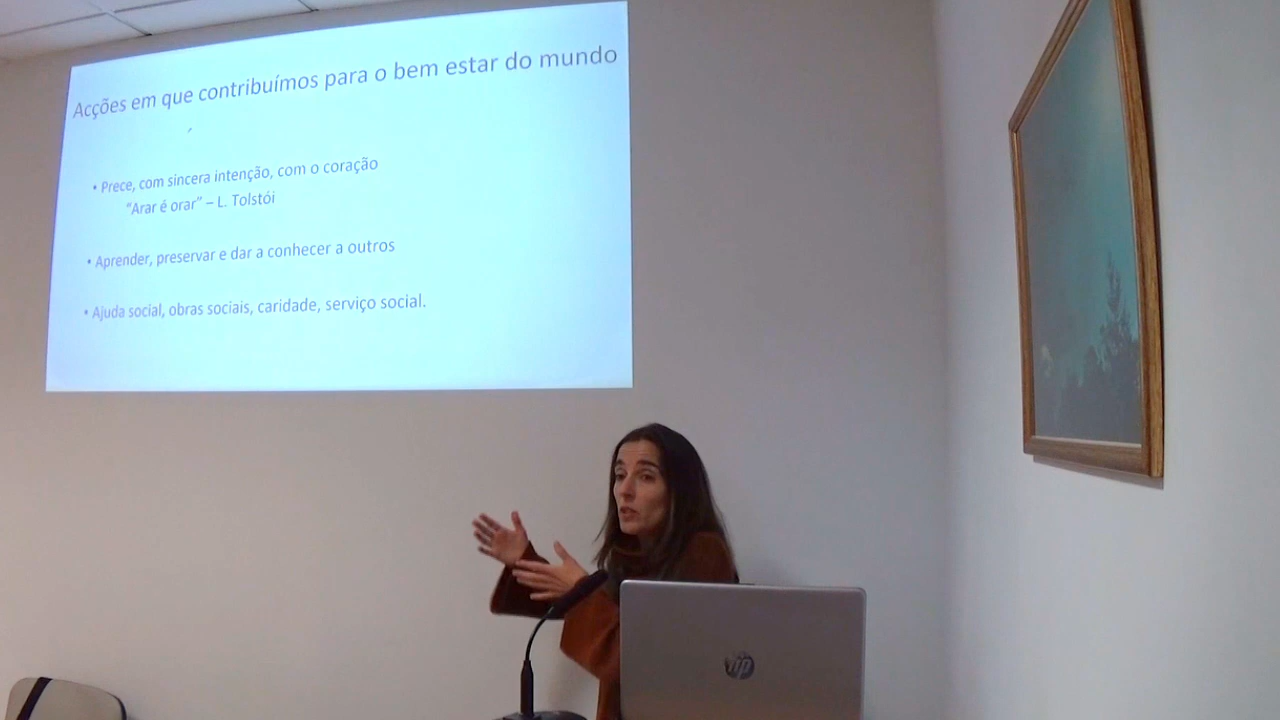 Acções em que contribuímos para o bem estar do mundo
• Prece, com sincera intenção, com o coração
“Arar é orar” – L. Tolstói
• Aprender, preservar e dar a conhecer a outros
• Ajuda social, obras sociais, caridade, serviço social.
hp